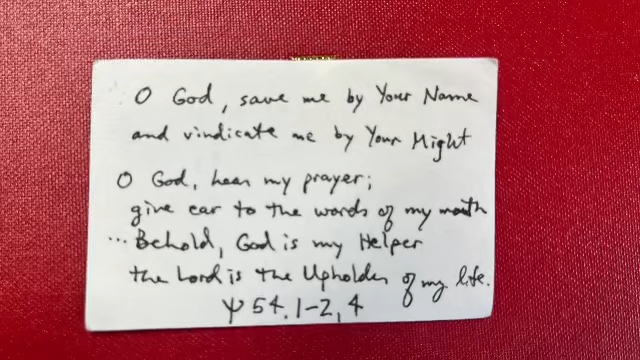 O God, save me by Your Name
and vindicate me by Your Might
O God, hear my prayer;
give ear to the words of my mouth
... Behold, God is my Helper
the Lord is the Upholder of my life.
Ψ 54.1-2, 4